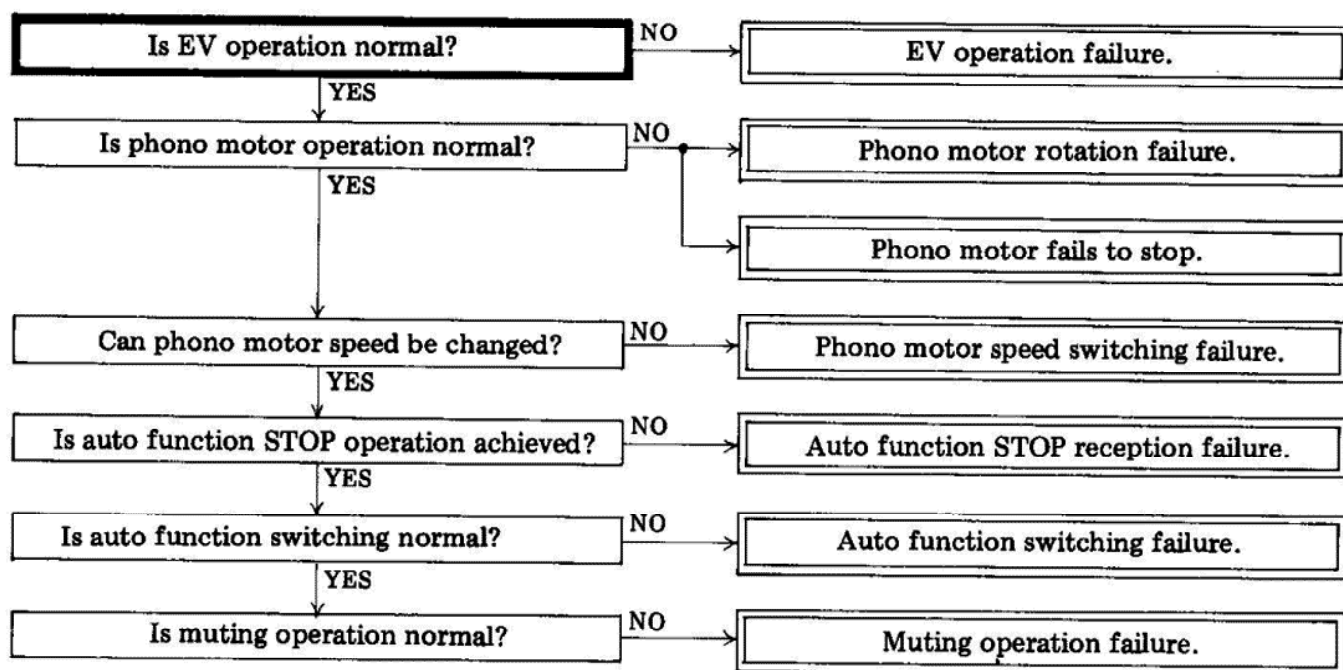 Is EV operation normal?
NO
EV operation failure.
YES
Is phono motor operation normal?
NO
Phono motor rotation failure.
YES
Phono motor fails to stop.
Can phono motor speed be changed?
NO
Phono motor speed switching failure.
YES
Is auto function STOP operation achieved?
NO
Auto function STOP reception failure.
YES
Is auto function switching normal?
NO
Auto function switching failure.
YES
Is muting operation normal?
NO
Muting operation failure.